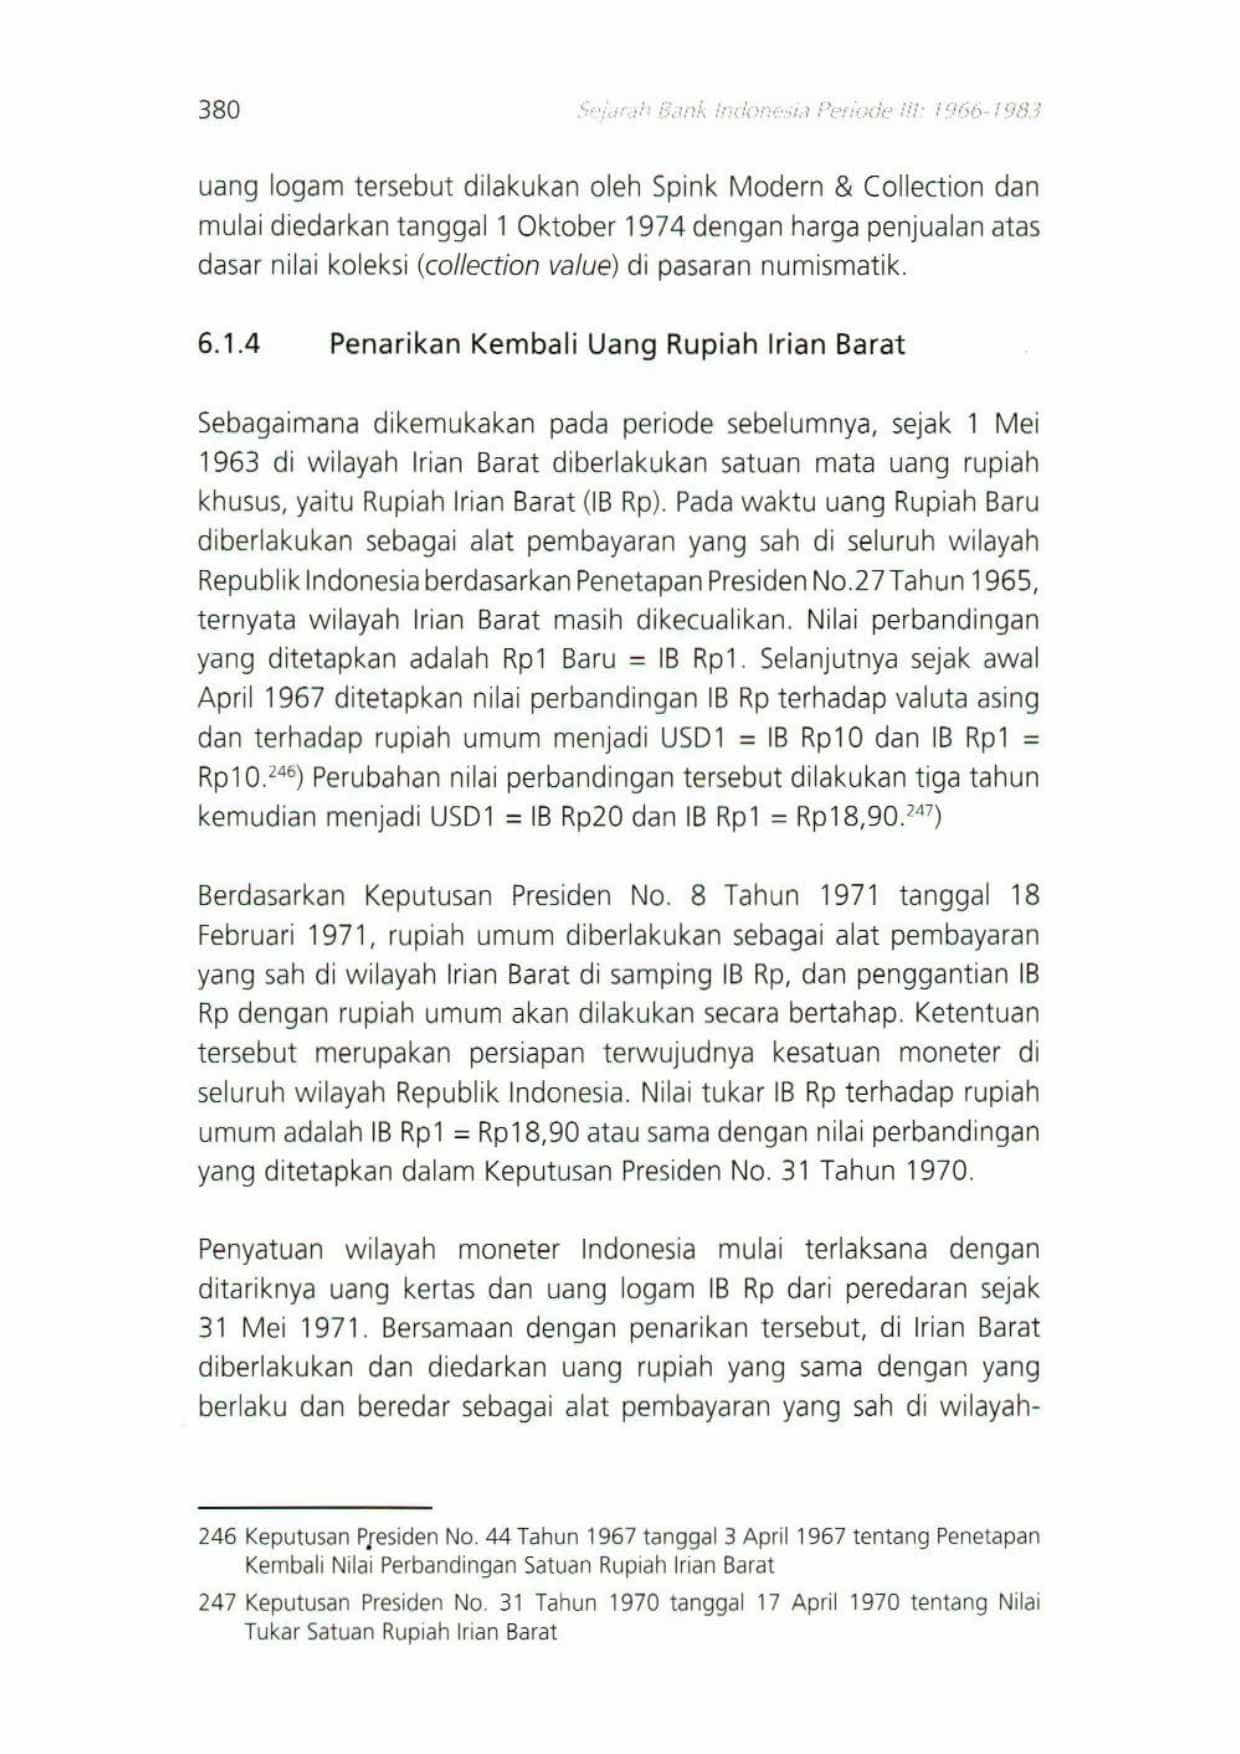 380
Sejarah Bank Indonesia Periode III: 1966-1983
uang logam tersebut dilakukan oleh Spink Modern & Collection dan
mulai diedarkan tanggal 1 Oktober 1974 dengan harga penjualan atas
dasar nilai koleksi (collection value) di pasaran numismatik.
6.1.4 Penarikan Kembali Uang Rupiah Irian Barat
Sebagaimana dikemukakan pada periode sebelumnya, sejak 1 Mei
1963 di wilayah Irian Barat diberlakukan satuan mata uang rupiah
khusus, yaitu Rupiah Irian Barat (IB Rp). Pada waktu uang Rupiah Baru
diberlakukan sebagai alat pembayaran yang sah di seluruh wilayah
Republik Indonesia berdasarkan Penetapan Presiden No.27 Tahun 1965,
ternyata wilayah Irian Barat masih dikecualikan. Nilai perbandingan
yang ditetapkan adalah Rp1 Baru = IB Rp1. Selanjutnya sejak awal
April 1967 ditetapkan nilai perbandingan IB Rp terhadap valuta asing
dan terhadap rupiah umum menjadi USD1 = IB Rp10 dan IB Rp1 =
Rp10.246) Perubahan nilai perbandingan tersebut dilakukan tiga tahun
kemudian menjadi USD1 = IB Rp20 dan IB Rp1 = Rp18,90.247)
Berdasarkan Keputusan Presiden No. 8 Tahun 1971 tanggal 18
Februari 1971, rupiah umum diberlakukan sebagai alat pembayaran
yang sah di wilayah Irian Barat di samping IB Rp, dan penggantian IB
Rp dengan rupiah umum akan dilakukan secara bertahap. Ketentuan
tersebut merupakan persiapan terwujudnya kesatuan moneter di
seluruh wilayah Republik Indonesia. Nilai tukar IB Rp terhadap rupiah
umum adalah IB Rp1 = Rp18,90 atau sama dengan nilai perbandingan
yang ditetapkan dalam Keputusan Presiden No. 31 Tahun 1970.
Penyatuan wilayah moneter Indonesia mulai terlaksana dengan
ditariknya uang kertas dan uang logam IB Rp dari peredaran sejak
31 Mei 1971. Bersamaan dengan penarikan tersebut, di Irian Barat
diberlakukan dan diedarkan uang rupiah yang sama dengan yang
berlaku dan beredar sebagai alat pembayaran yang sah di wilayah-
246 Keputusan Presiden No. 44 Tahun 1967 tanggal 3 April 1967 tentang Penetapan
Kembali Nilai Perbandingan Satuan Rupiah Irian Barat
247 Keputusan Presiden No. 31 Tahun 1970 tanggal 17 April 1970 tentang Nilai
Tukar Satuan Rupiah Irian Barat